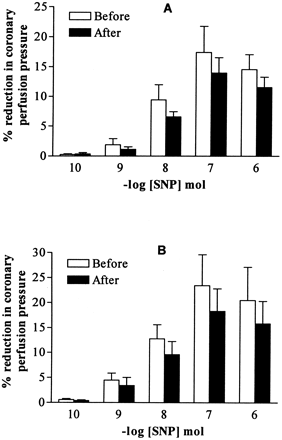 A
Before
After
25
20
15
10
5
0
% reduction in coronary
perfusion pressure
10 9 8 7 6
-log [SNP] mol
B
Before
After
30
25
20
15
10
5
0
% reduction in coronary
perfusion pressure
10 9 8 7 6
-log [SNP] mol